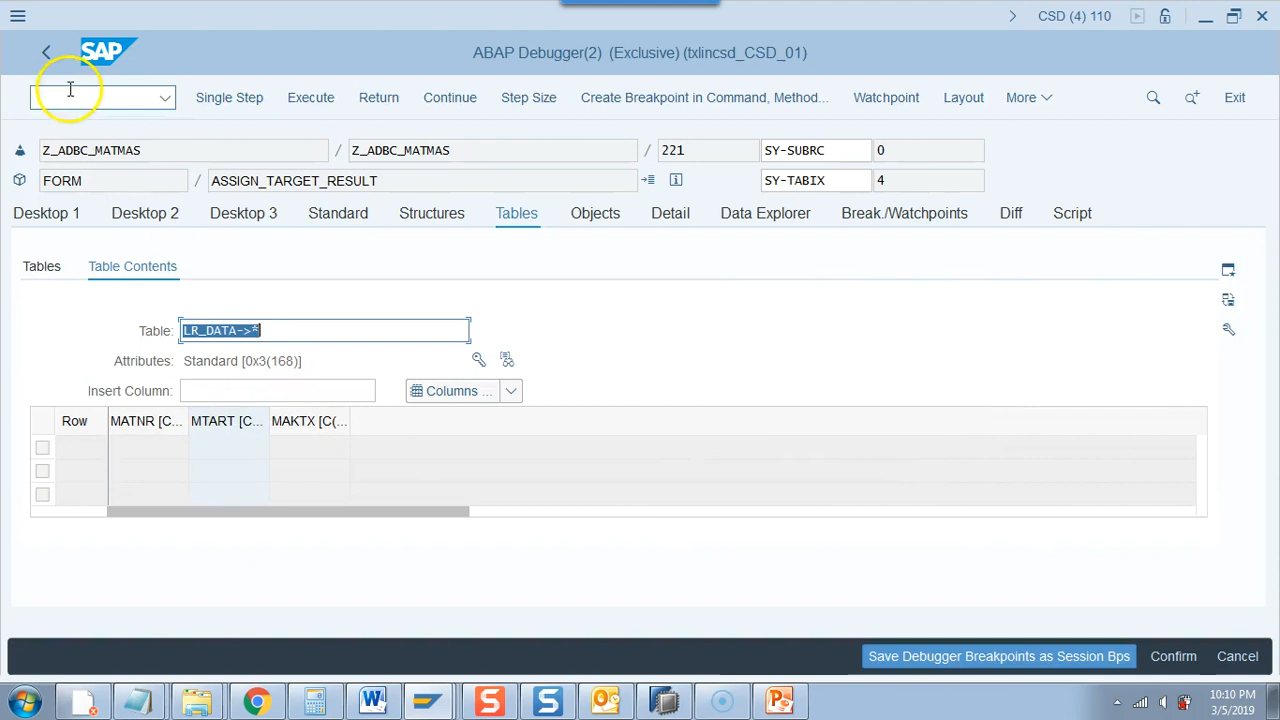 CSD (4) 110
SAP
ABAP Debugger(2) (Exclusive) (txlincsd_CSD_01)
Single Step Execute Return Continue Step Size Create Breakpoint in Command, Method... Watchpoint Layout More Exit
Z_ADBC_MATMAS / Z_ADBC_MATMAS / 221 SY-SUBRC 0
FORM / ASSIGN_TARGET_RESULT SY-TABIX 4
Desktop 1 Desktop 2 Desktop 3 Standard Structures Tables Objects Detail Data Explorer Break./Watchpoints Diff Script
Tables Table Contents
Table: LR_DATA->*
Attributes: Standard [0x3(168)]
Insert Column: Columns ...
Row MATNR [C... MTART [C... MAKTX [C(...
Save Debugger Breakpoints as Session Bps Confirm Cancel
10:10 PM
3/5/2019